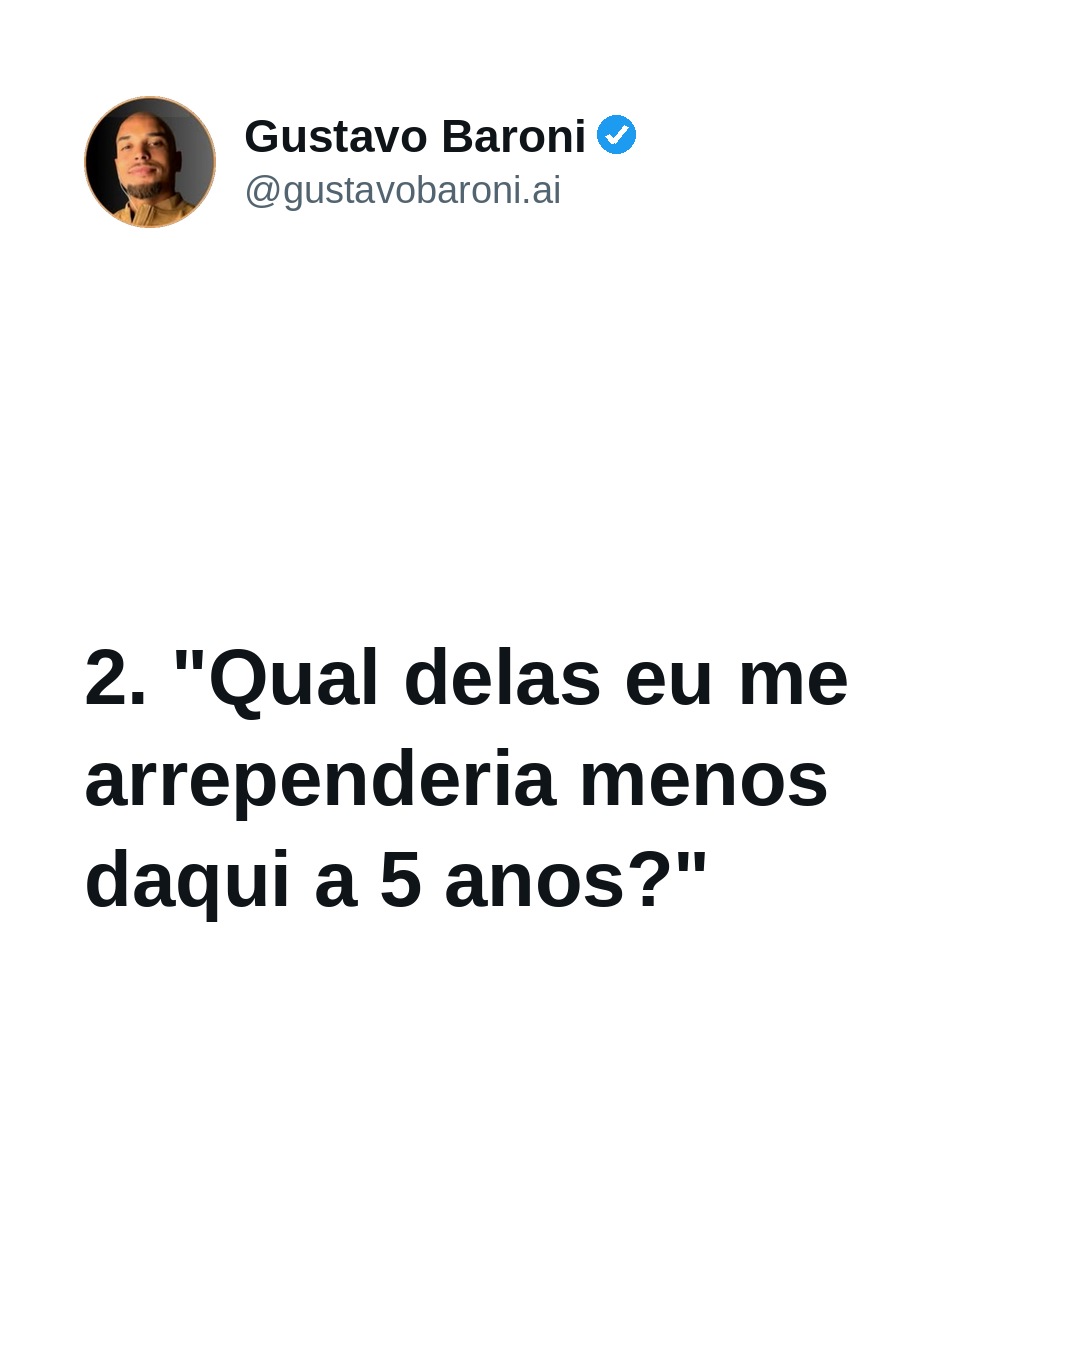 Gustavo Baroni
@gustavobaroni.ai
2. "Qual delas eu me
arrependeria menos
daqui a 5 anos?"